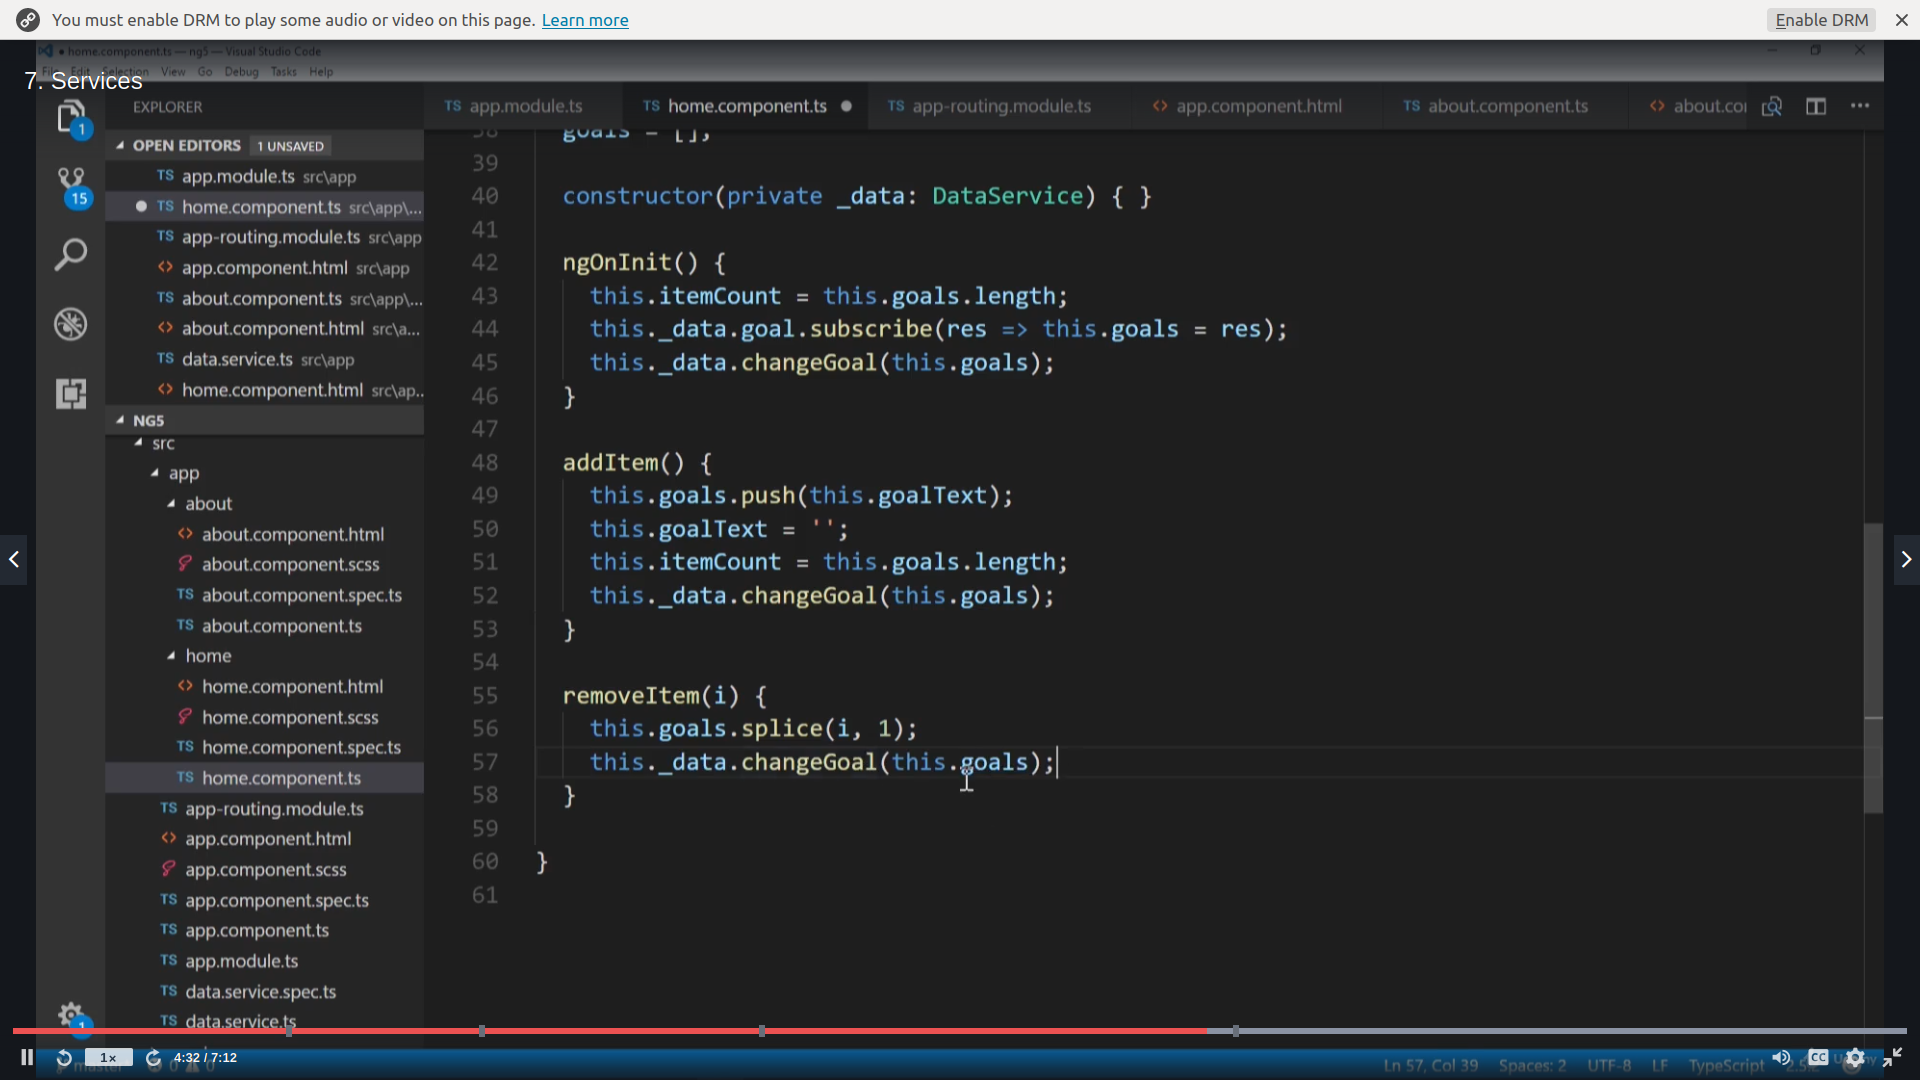 You must enable DRM to play some audio or video on this page. Learn more
Enable DRM
home.component.ts — ng5 — Visual Studio Code
File Edit Selection View Go Debug Tasks Help
7. Services
EXPLORER
TS app.module.ts
TS home.component.ts
TS app-routing.module.ts
<> app.component.html
TS about.component.ts
<> about.co
1
15
OPEN EDITORS 1 UNSAVED
TS app.module.ts src\app
TS home.component.ts src\app\...
TS app-routing.module.ts src\app
<> app.component.html src\app
TS about.component.ts src\app\...
<> about.component.html src\a...
TS data.service.ts src\app
<> home.component.html src\ap...
NG5
src
app
about
<> about.component.html
about.component.scss
TS about.component.spec.ts
TS about.component.ts
home
<> home.component.html
home.component.scss
TS home.component.spec.ts
TS home.component.ts
TS app-routing.module.ts
<> app.component.html
app.component.scss
TS app.component.spec.ts
TS app.component.ts
TS app.module.ts
TS data.service.spec.ts
TS data.service.ts
1
38 goals = [];
39
40 constructor(private _data: DataService) { }
41
42 ngOnInit() {
43 this.itemCount = this.goals.length;
44 this._data.goal.subscribe(res => this.goals = res);
45 this._data.changeGoal(this.goals);
46 }
47
48 addItem() {
49 this.goals.push(this.goalText);
50 this.goalText = '';
51 this.itemCount = this.goals.length;
52 this._data.changeGoal(this.goals);
53 }
54
55 removeItem(i) {
56 this.goals.splice(i, 1);
57 this._data.changeGoal(this.goals);
58 }
59
60 }
61
1× 4:32 / 7:12
master 0 0
Ln 57, Col 39 Spaces: 2 UTF-8 LF TypeScript
CC